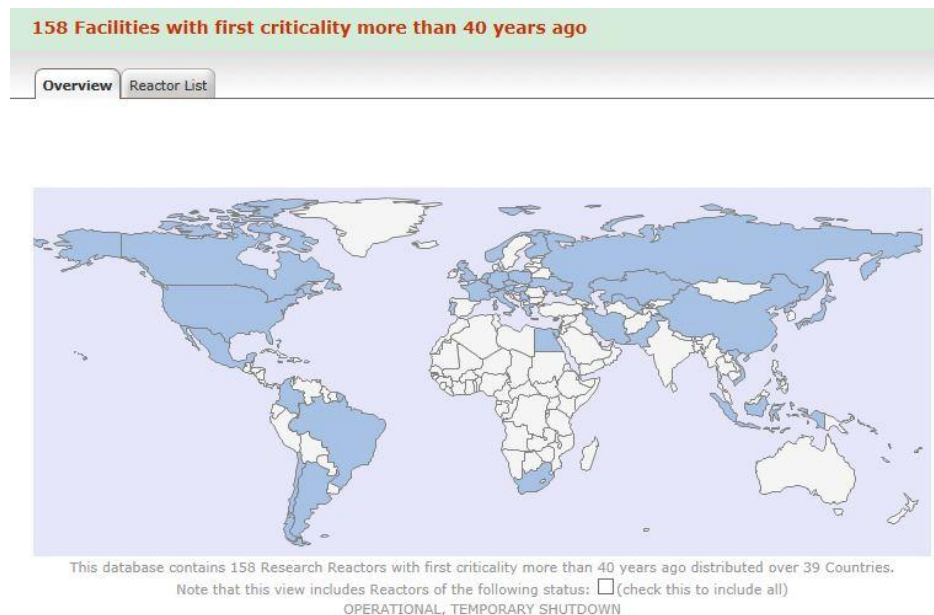 158 Facilities with first criticality more than 40 years ago
Overview
Reactor List
This database contains 158 Research Reactors with first criticality more than 40 years ago distributed over 39 Countries.
Note that this view includes Reactors of the following status: (check this to include all)
OPERATIONAL, TEMPORARY SHUTDOWN